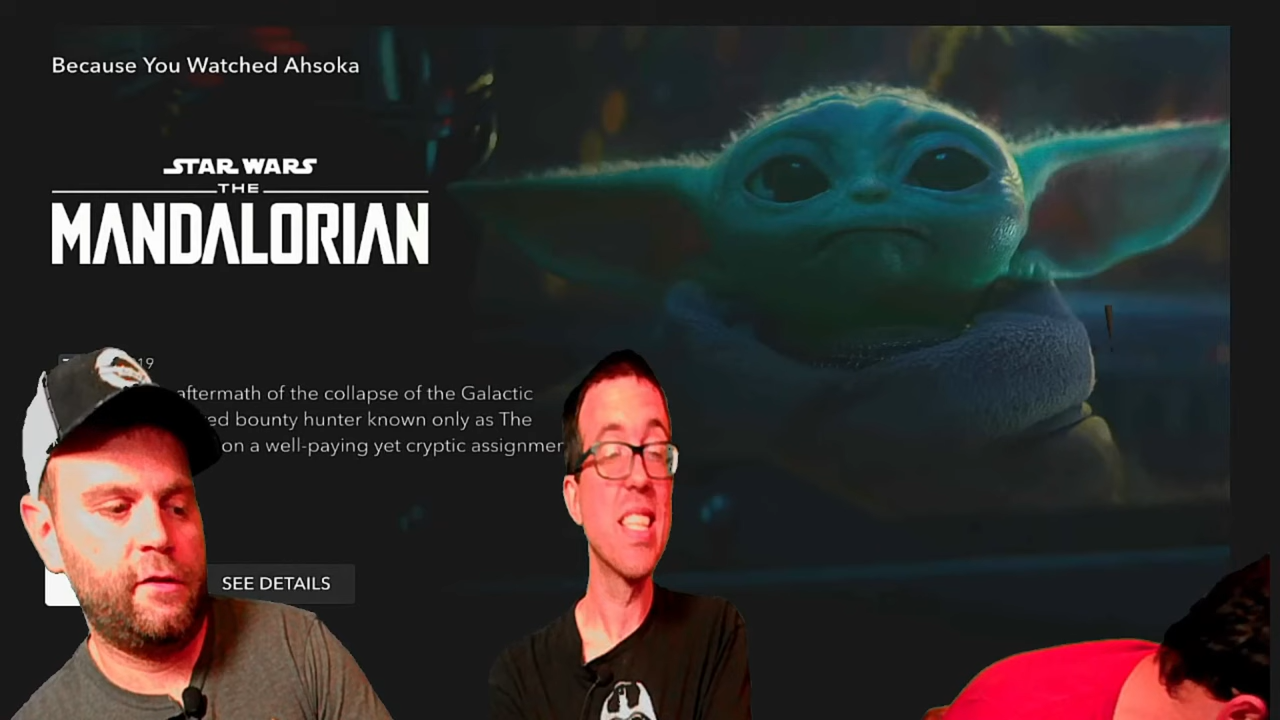 Because You Watched Ahsoka
STAR WARS
THE
MANDALORIAN
19
aftermath of the collapse of the Galactic
bounty hunter known only as The
on a well-paying yet cryptic
SEE DETAILS